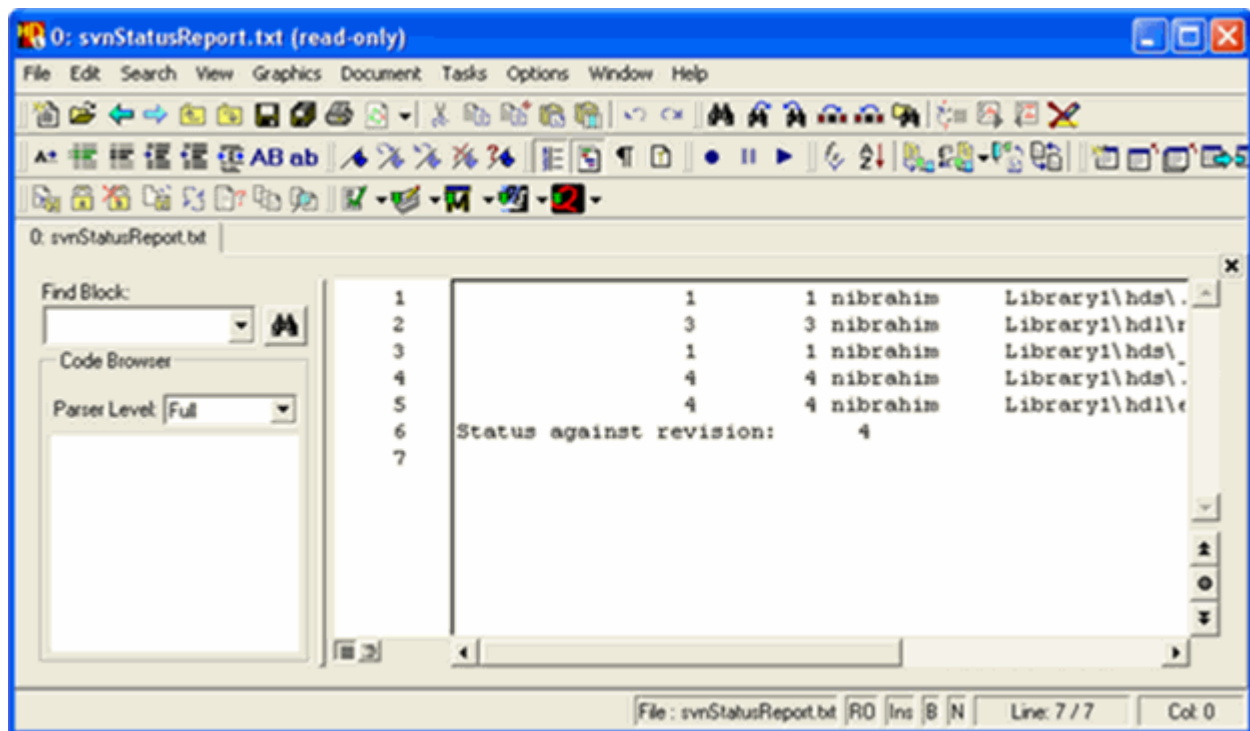 0: svnStatusReport.txt (read-only)
File Edit Search View Graphics Document Tasks Options Window Help
AB ab
0: svnStatusReport.txt
Find Block:
Code Browser
Parser Level: Full
1 1 1 nibrahim Library1\hds\.
2 3 3 nibrahim Library1\hdl\r
3 1 1 nibrahim Library1\hds\_
4 4 4 nibrahim Library1\hds\.
5 4 4 nibrahim Library1\hdl\e
6 Status against revision: 4
7
File : svnStatusReport.txt RO Ins B N Line: 7 / 7 Col: 0